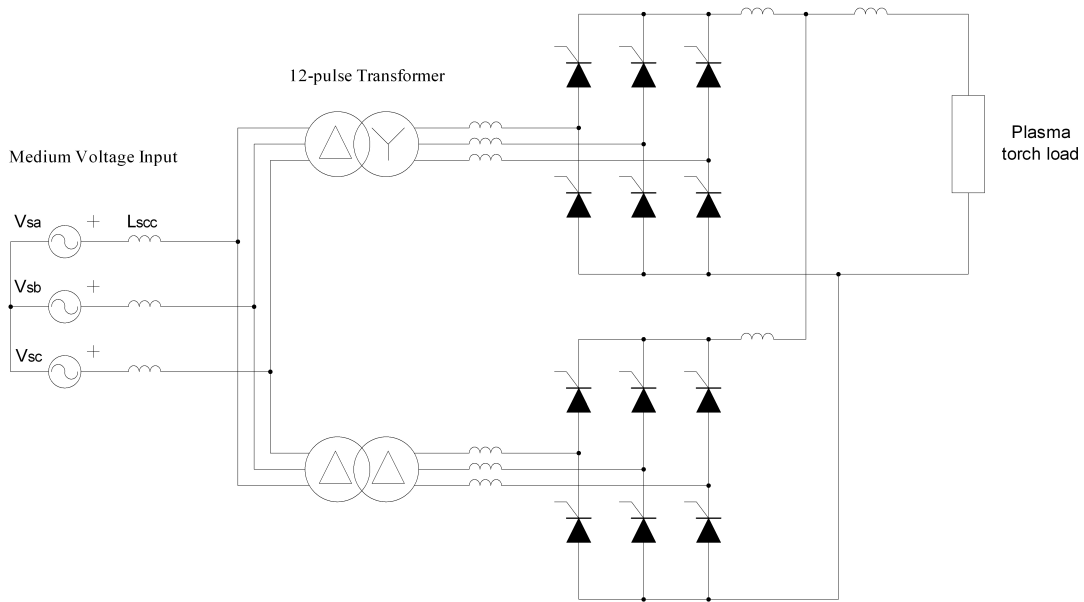 12-pulse Transformer
Medium Voltage Input
Plasma
torch load
Vsa
+
Lscc
Vsb
+
Vsc
+